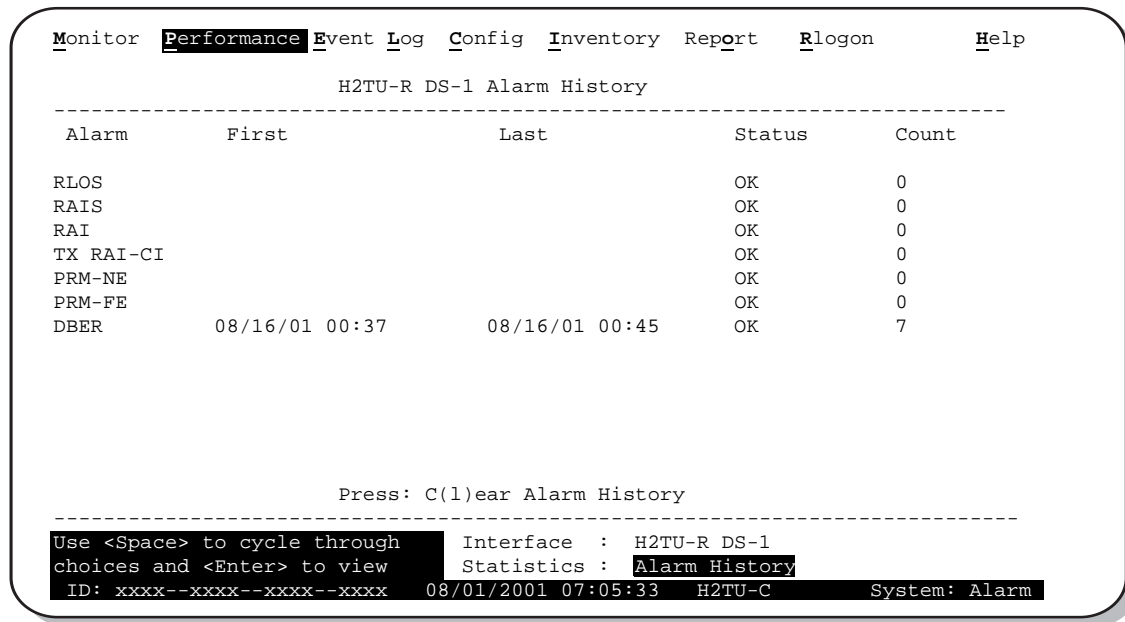 Monitor Performance Event Log Config Inventory Report Rlogon Help
H2TU-R DS-1 Alarm History
--------------------------------------------------------------------------------
Alarm First Last Status Count
RLOS OK 0
RAIS OK 0
RAI OK 0
TX RAI-CI OK 0
PRM-NE OK 0
PRM-FE OK 0
DBER 08/16/01 00:37 08/16/01 00:45 OK 7
Press: C(l)ear Alarm History
--------------------------------------------------------------------------------
Use <Space> to cycle through Interface : H2TU-R DS-1
choices and <Enter> to view Statistics : Alarm History
ID: xxxx--xxxx--xxxx--xxxx 08/01/2001 07:05:33 H2TU-C System: Alarm